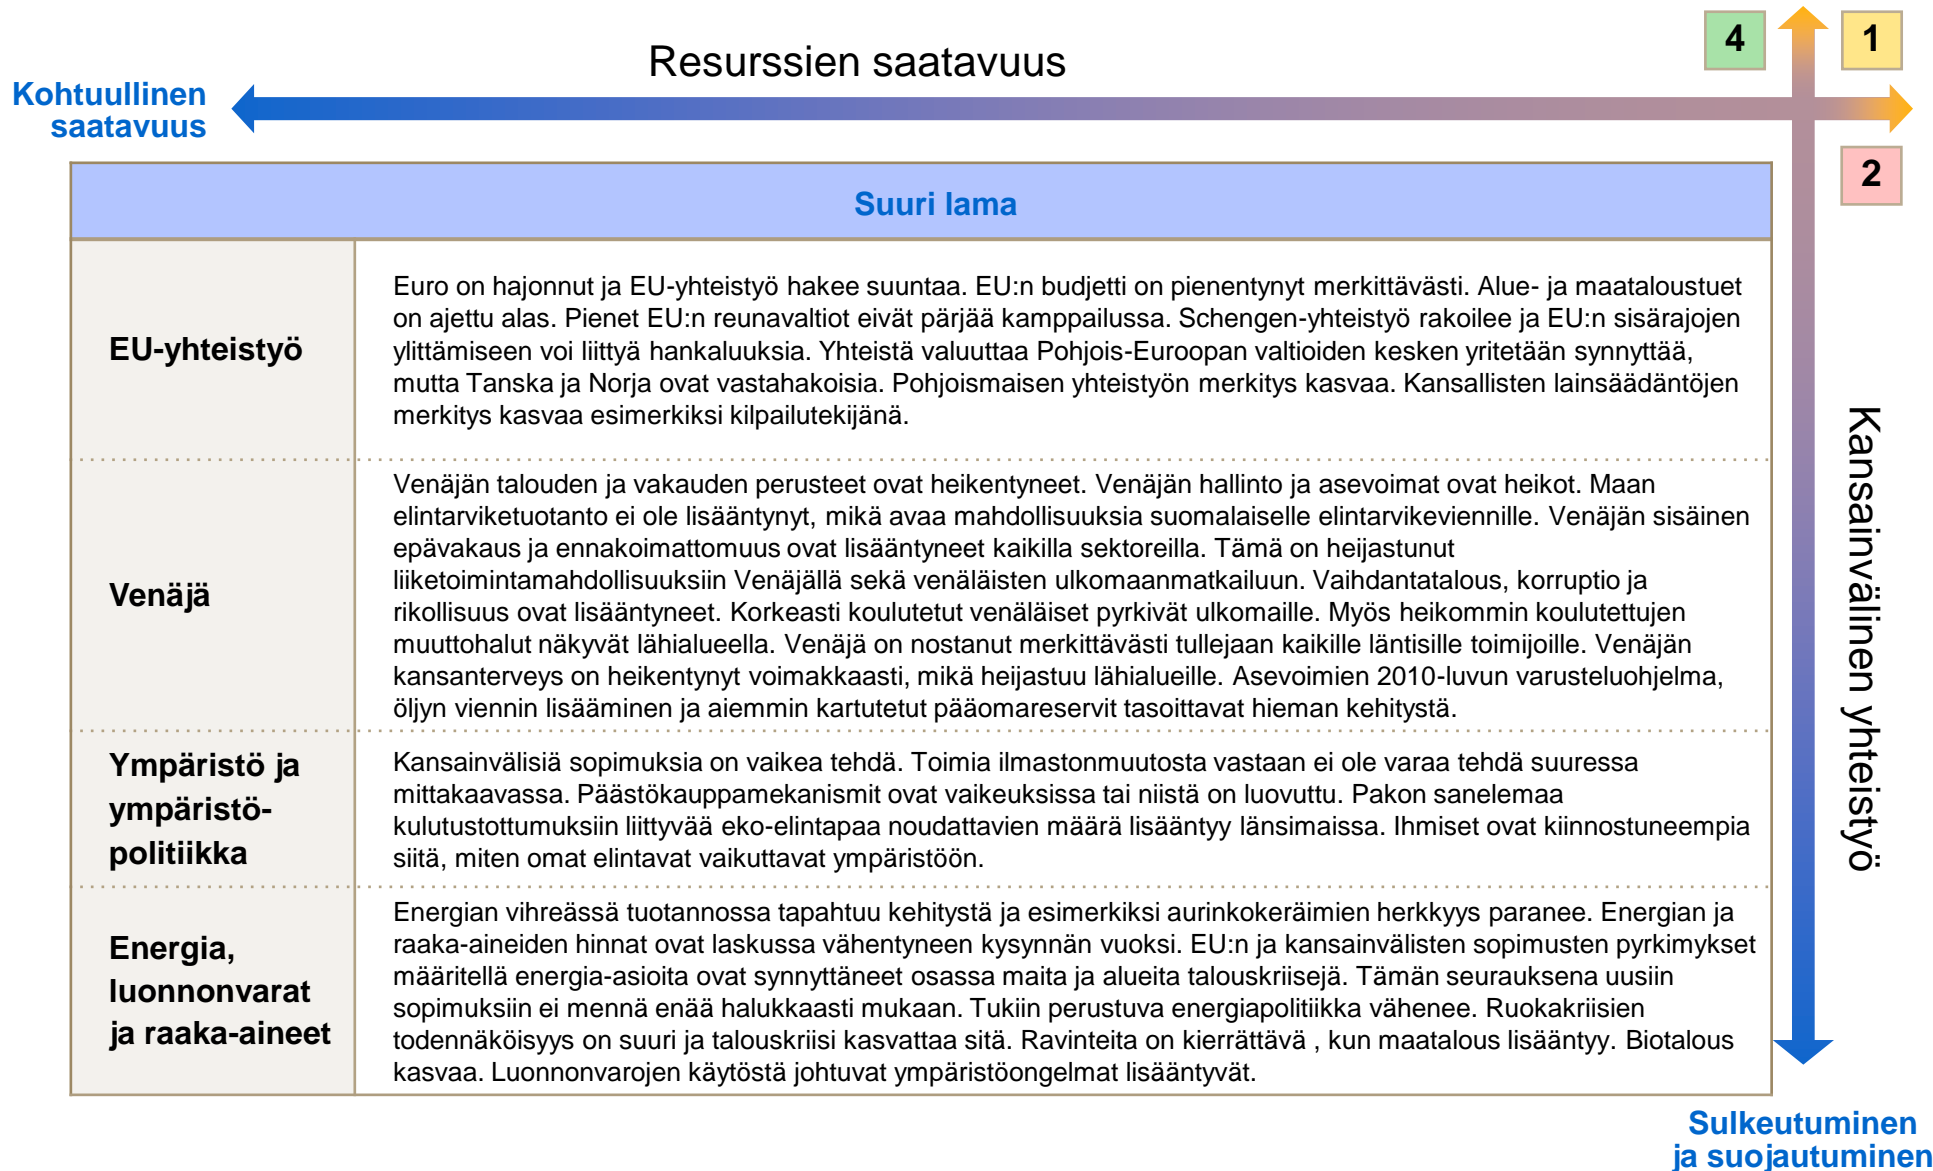 Resurssien saatavuus
4
1
Kohtuullinen
saatavuus
2
Suuri lama
EU-yhteistyö
Euro on hajonnut ja EU-yhteistyö hakee suuntaa. EU:n budjetti on pienentynyt merkittävästi. Alue- ja maataloustuet
on ajettu alas. Pienet EU:n reunavaltiot eivät pärjää kamppailussa. Schengen-yhteistyö rakoilee ja EU:n sisärajojen
ylittämiseen voi liittyä hankaluuksia. Yhteistä valuuttaa Pohjois-Euroopan valtioiden kesken yritetään synnyttää,
mutta Tanska ja Norja ovat vastahakoisia. Pohjoismaisen yhteistyön merkitys kasvaa. Kansallisten lainsäädäntöjen
merkitys kasvaa esimerkiksi kilpailutekijänä.
Venäjä
Venäjän talouden ja vakauden perusteet ovat heikentyneet. Venäjän hallinto ja asevoimat ovat heikot. Maan
elintarviketuotanto ei ole lisääntynyt, mikä avaa mahdollisuuksia suomalaiselle elintarvikeviennille. Venäjän sisäinen
epävakaus ja ennakoimattomuus ovat lisääntyneet kaikilla sektoreilla. Tämä on heijastunut
liiketoimintamahdollisuuksiin Venäjällä sekä venäläisten ulkomaanmatkailuun. Vaihdantatalous, korruptio ja
rikollisuus ovat lisääntyneet. Korkeasti koulutetut venäläiset pyrkivät ulkomaille. Myös heikommin koulutettujen
muuttohalut näkyvät lähialueella. Venäjä on nostanut merkittävästi tullejaan kaikille läntisille toimijoille. Venäjän
kansanterveys on heikentynyt voimakkaasti, mikä heijastuu lähialueille. Asevoimien 2010-luvun varusteluohjelma,
öljyn viennin lisääminen ja aiemmin kartutetut pääomareservit tasoittavat hieman kehitystä.
Ympäristö ja
ympäristö-
politiikka
Kansainvälisiä sopimuksia on vaikea tehdä. Toimia ilmastonmuutosta vastaan ei ole varaa tehdä suuressa
mittakaavassa. Päästökauppamekanismit ovat vaikeuksissa tai niistä on luovuttu. Pakon sanelemaa
kulutustottumuksiin liittyvää eko-elintapaa noudattavien määrä lisääntyy länsimaissa. Ihmiset ovat kiinnostuneempia
siitä, miten omat elintavat vaikuttavat ympäristöön.
Energia,
luonnonvarat
ja raaka-aineet
Energian vihreässä tuotannossa tapahtuu kehitystä ja esimerkiksi aurinkokeräimien herkkyys paranee. Energian ja
raaka-aineiden hinnat ovat laskussa vähentyneen kysynnän vuoksi. EU:n ja kansainvälisten sopimusten pyrkimykset
määritellä energia-asioita ovat synnyttäneet osassa maita ja alueita talouskriisejä. Tämän seurauksena uusiin
sopimuksiin ei mennä enää halukkaasti mukaan. Tukiin perustuva energiapolitiikka vähenee. Ruokakriisien
todennäköisyys on suuri ja talouskriisi kasvattaa sitä. Ravinteita on kierrättävä , kun maatalous lisääntyy. Biotalous
kasvaa. Luonnonvarojen käytöstä johtuvat ympäristöongelmat lisääntyvät.
Kansainvälinen yhteistyö
Sulkeutuminen
ja suojautuminen